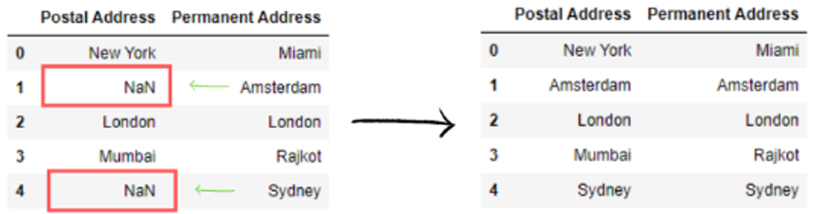 Postal Address Permanent Address
0 New York Miami
1 NaN Amsterdam
2 London London
3 Mumbai Rajkot
4 NaN Sydney
Postal Address Permanent Address
0 New York Miami
1 Amsterdam Amsterdam
2 London London
3 Mumbai Rajkot
4 Sydney Sydney